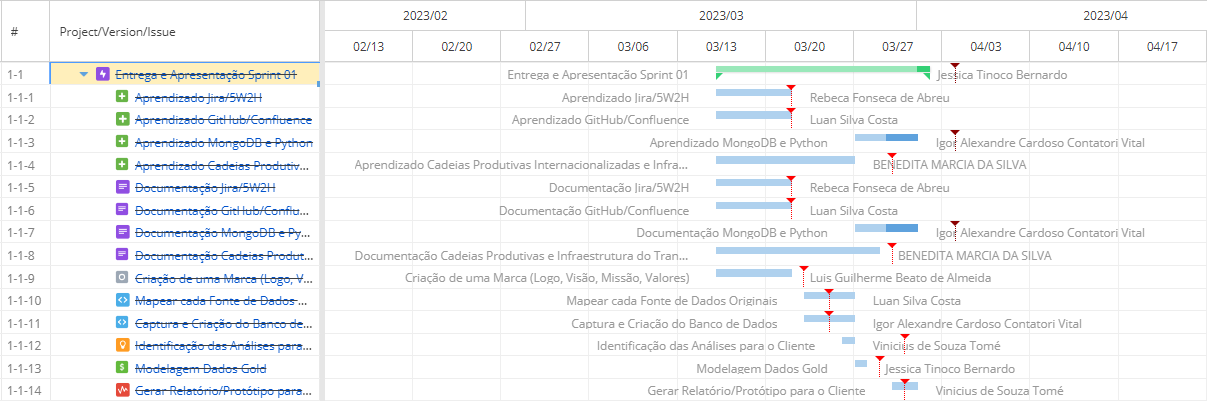 2023/02 2023/03 2023/04
# Project/Version/Issue
02/13 02/20 02/27 03/06 03/13 03/20 03/27 04/03 04/10 04/17
1-1 Entrega e Apresentação Sprint 01 Entrega e Apresentação Sprint 01 Jessica Tinoco Bernardo
1-1-1 Aprendizado Jira/5W2H Aprendizado Jira/5W2H Rebeca Fonseca de Abreu
1-1-2 Aprendizado GitHub/Confluence Aprendizado GitHub/Confluence Luan Silva Costa
1-1-3 Aprendizado MongoDB e Python Aprendizado MongoDB e Python Igor Alexandre Cardoso Contatori Vital
1-1-4 Aprendizado Cadeias Produtiv... Aprendizado Cadeias Produtivas Internacionalizadas e Infra... BENEDITA MARCIA DA SILVA
1-1-5 Documentação Jira/5W2H Documentação Jira/5W2H Rebeca Fonseca de Abreu
1-1-6 Documentação GitHub/Conflu... Documentação GitHub/Confluence Luan Silva Costa
1-1-7 Documentação MongoDB e Py... Documentação MongoDB e Python Igor Alexandre Cardoso Contatori Vital
1-1-8 Documentação Cadeias Produt... Documentação Cadeias Produtivas e Infraestrutura do Tran... BENEDITA MARCIA DA SILVA
1-1-9 Criação de uma Marca (Logo, V... Criação de uma Marca (Logo, Visão, Missão, Valores) Luis Guilherme Beato de Almeida
1-1-10 Mapear cada Fonte de Dados ... Mapear cada Fonte de Dados Originais Luan Silva Costa
1-1-11 Captura e Criação do Banco de... Captura e Criação do Banco de Dados Igor Alexandre Cardoso Contatori Vital
1-1-12 Identificação das Análises para... Identificação das Análises para o Cliente Vinicius de Souza Tomé
1-1-13 Modelagem Dados Gold Modelagem Dados Gold Jessica Tinoco Bernardo
1-1-14 Gerar Relatório/Protótipo para... Gerar Relatório/Protótipo para o Cliente Vinicius de Souza Tomé